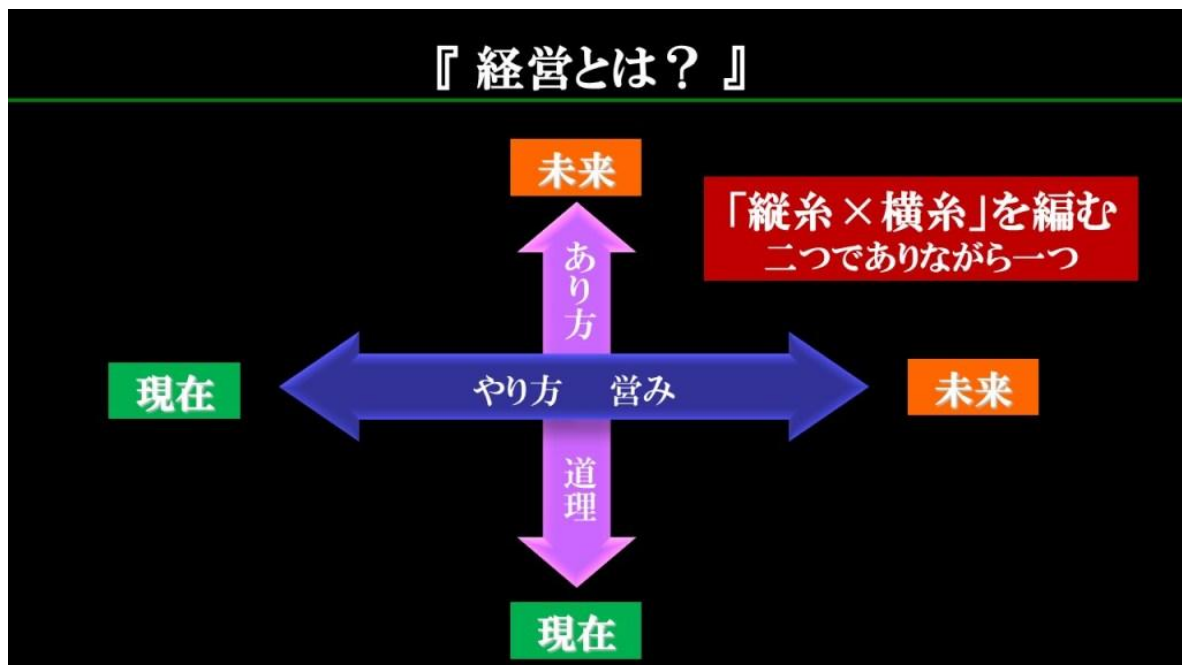 『 経営とは？ 』
未来
「縦糸×横糸」を編む
二つでありながら一つ
あり方
現在
やり方　営み
未来
道理
現在